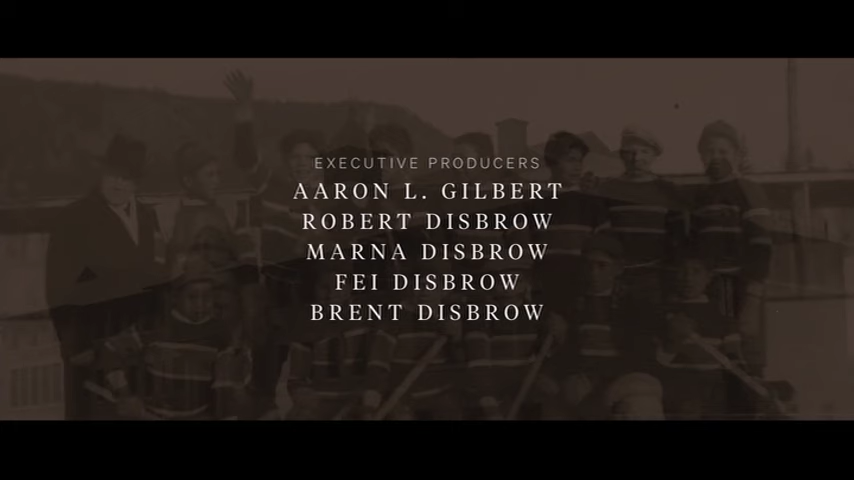 EXECUTIVE PRODUCERS
AARON L. GILBERT
ROBERT DISBROW
MARNA DISBROW
FEI DISBROW
BRENT DISBROW